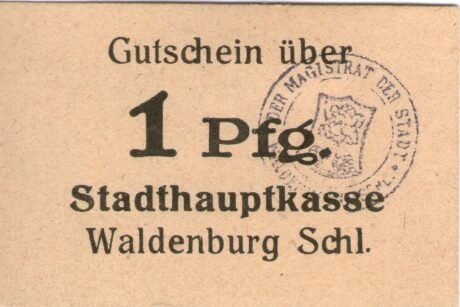 Gutschein über
1 Pfg.
Stadthauptkasse
Waldenburg Schl.
DER MAGISTRAT DER STADT